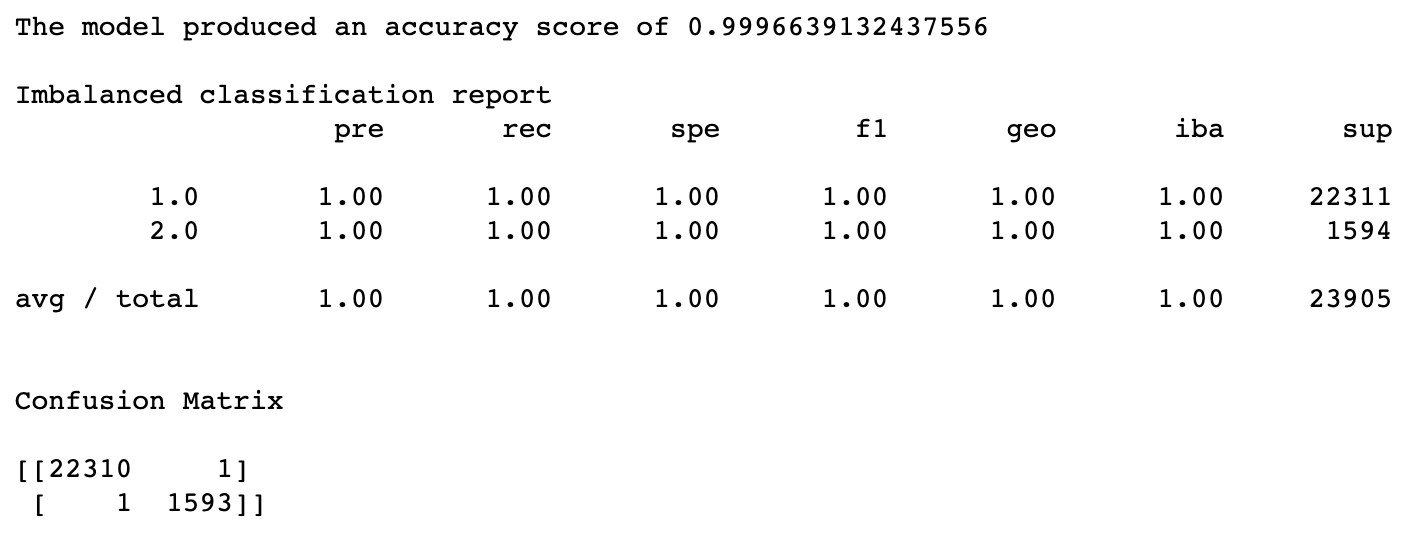 The model produced an accuracy score of 0.9996639132437556
Imbalanced classification report
pre rec spe f1 geo iba sup
1.0 1.00 1.00 1.00 1.00 1.00 1.00 22311
2.0 1.00 1.00 1.00 1.00 1.00 1.00 1594
avg / total 1.00 1.00 1.00 1.00 1.00 1.00 23905
Confusion Matrix
[[22310 1]
[ 1 1593]]